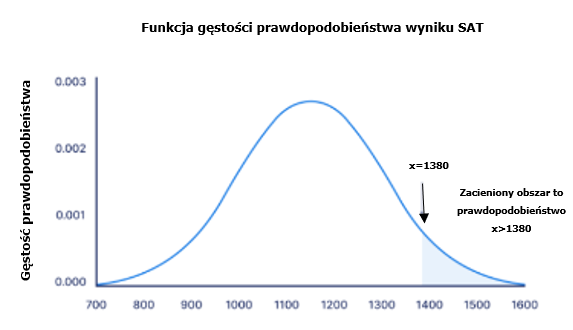 Funkcja gęstości prawdopodobieństwa wyniku SAT
Gęstość prawdopodobieństwa
0.003
0.002
0.001
0.000
x=1380
Zacieniony obszar to
prawdopodobieństwo
x>1380
700 800 900 1000 1100 1200 1300 1400 1500 1600